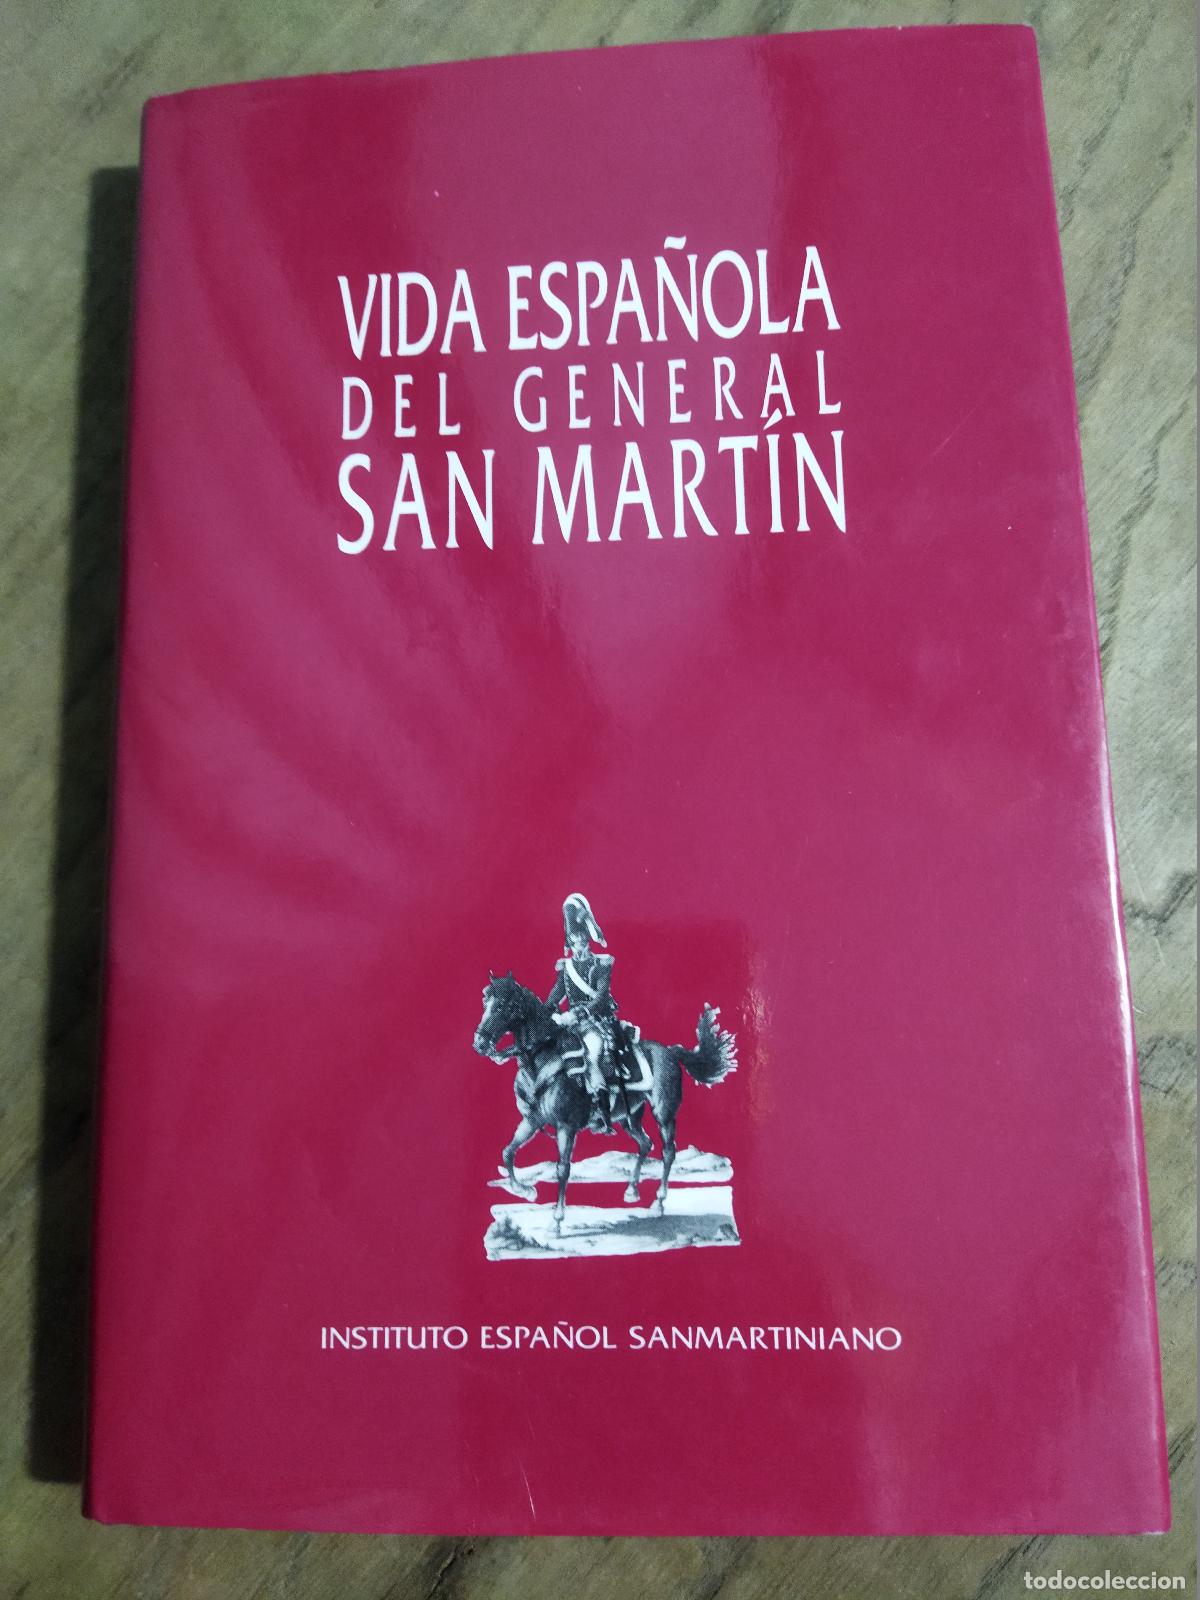 VIDA ESPAÑOLA
DEL GENERAL
SAN MARTÍN
INSTITUTO ESPAÑOL SANMARTINIANO
todocoleccion